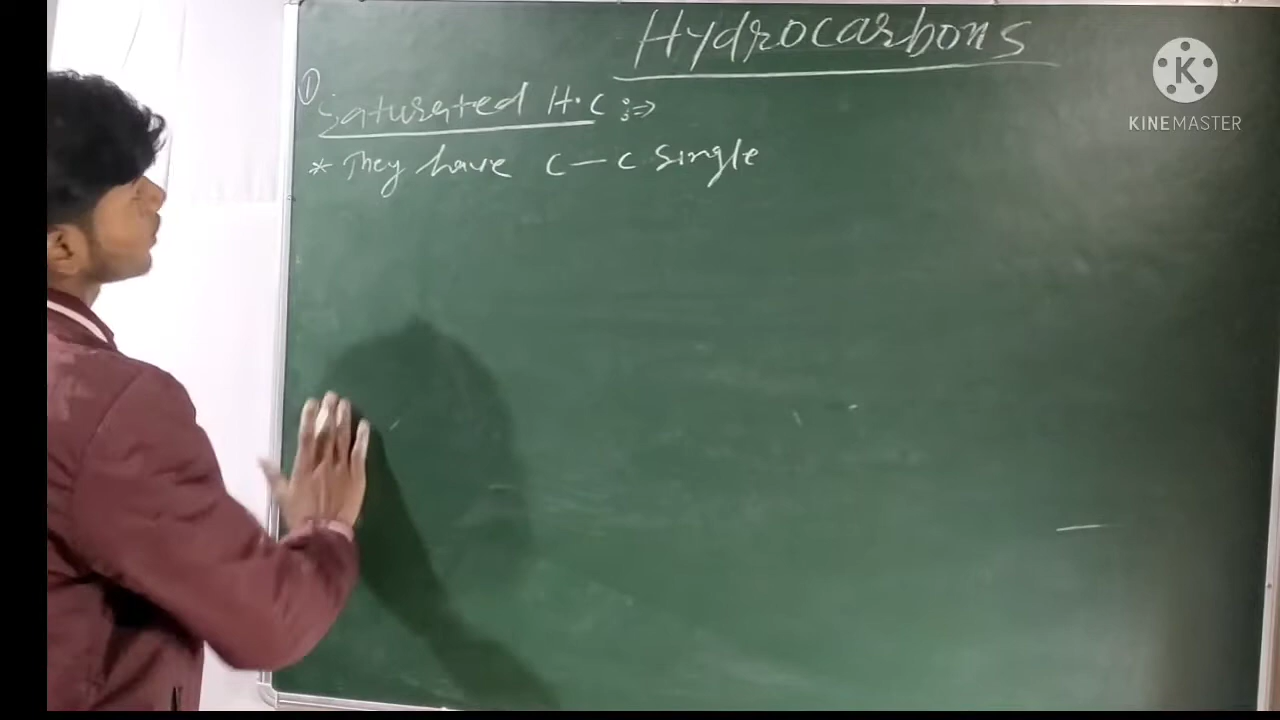 Hydrocarbons
① Saturated H.C :⇒
* They have C — C Single
K
KINEMASTER